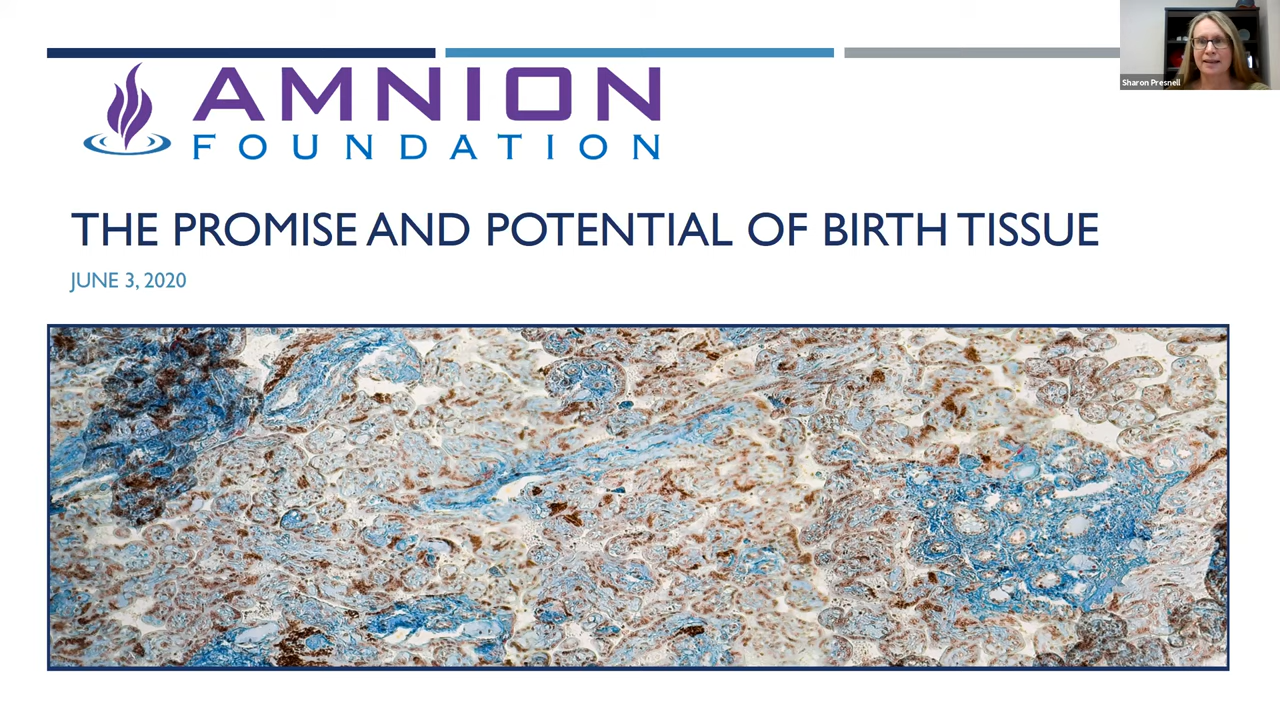 AMNION
FOUNDATION
Sharon Presnell
THE PROMISE AND POTENTIAL OF BIRTH TISSUE
JUNE 3, 2020